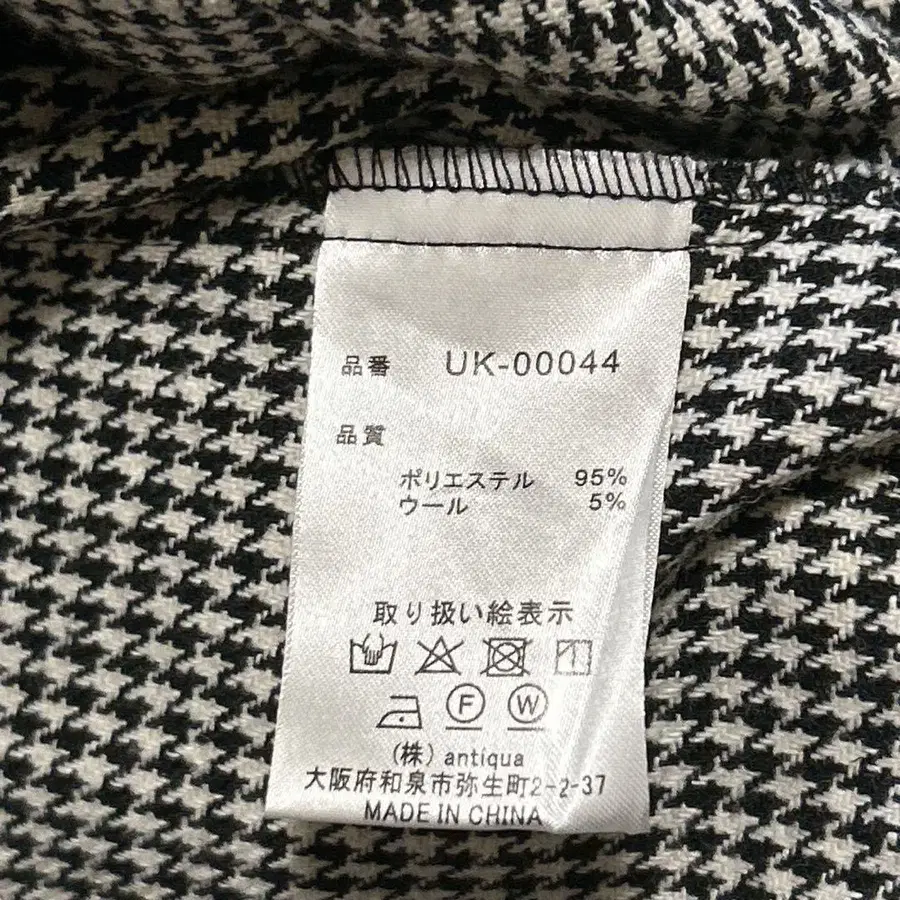 品番 UK-00044
品質
ポリエステル 95%
ウール 5%
取り扱い絵表示
F W
(株) antiqua
大阪府和泉市弥生町2-2-37
MADE IN CHINA